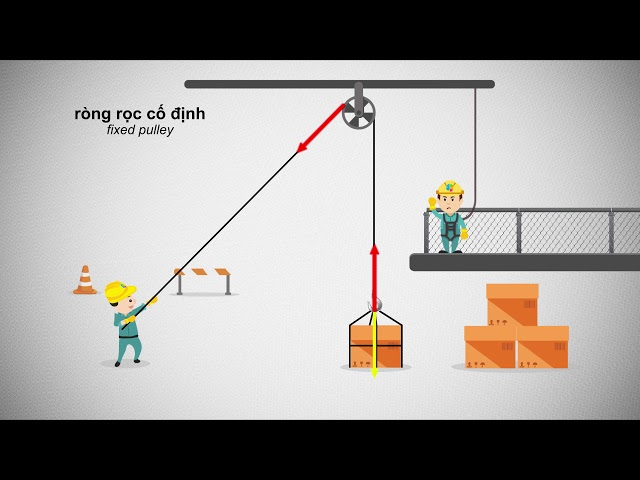 ròng rọc cố định
fixed pulley